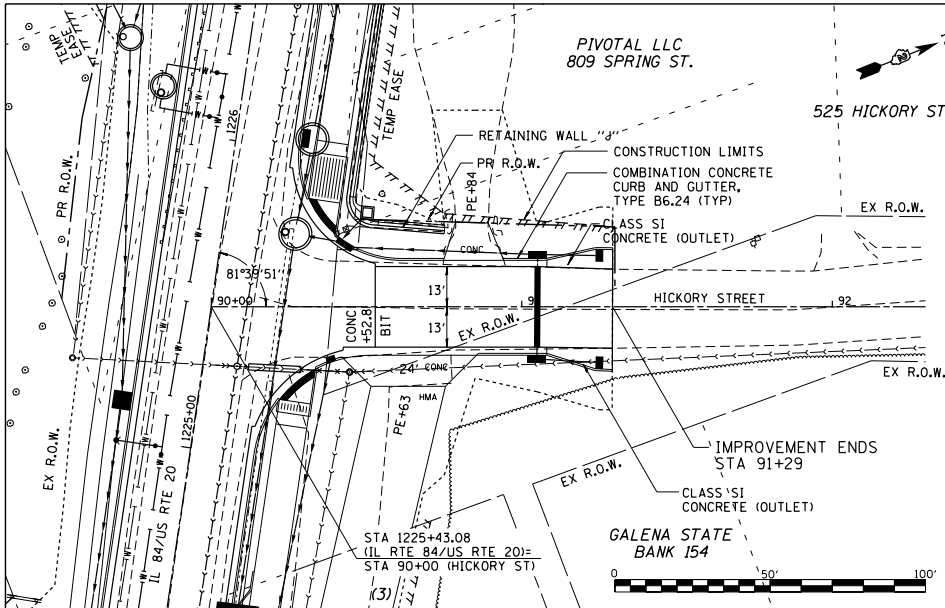 TEMP
EASE
PIVOTAL LLC
809 SPRING ST.
525 HICKORY ST
1226
TEMP EASE
RETAINING WALL "J"
CONSTRUCTION LIMITS
PR R.O.W.
COMBINATION CONCRETE
CURB AND GUTTER,
TYPE B6.24 (TYP)
PE+84
EX R.O.W.
CLASS SI
CONCRETE (OUTLET)
PR R.O.W.
CONC
81°39'51"
90+00
13'
13'
CONC
+52.8
BIT
9
HICKORY STREET
92
EX R.O.W.
24'
CONC
HMA
EX R.O.W.
PE+63
1225+00
EX R.O.W.
IL 84/US RTE 20
IMPROVEMENT ENDS
STA 91+29
EX R.O.W.
CLASS SI
CONCRETE (OUTLET)
STA 1225+43.08
(IL RTE 84/US RTE 20)=
STA 90+00 (HICKORY ST)
(3)
GALENA STATE
BANK 154
0 50' 100'
W
W
W
W
W
W
W
W
W